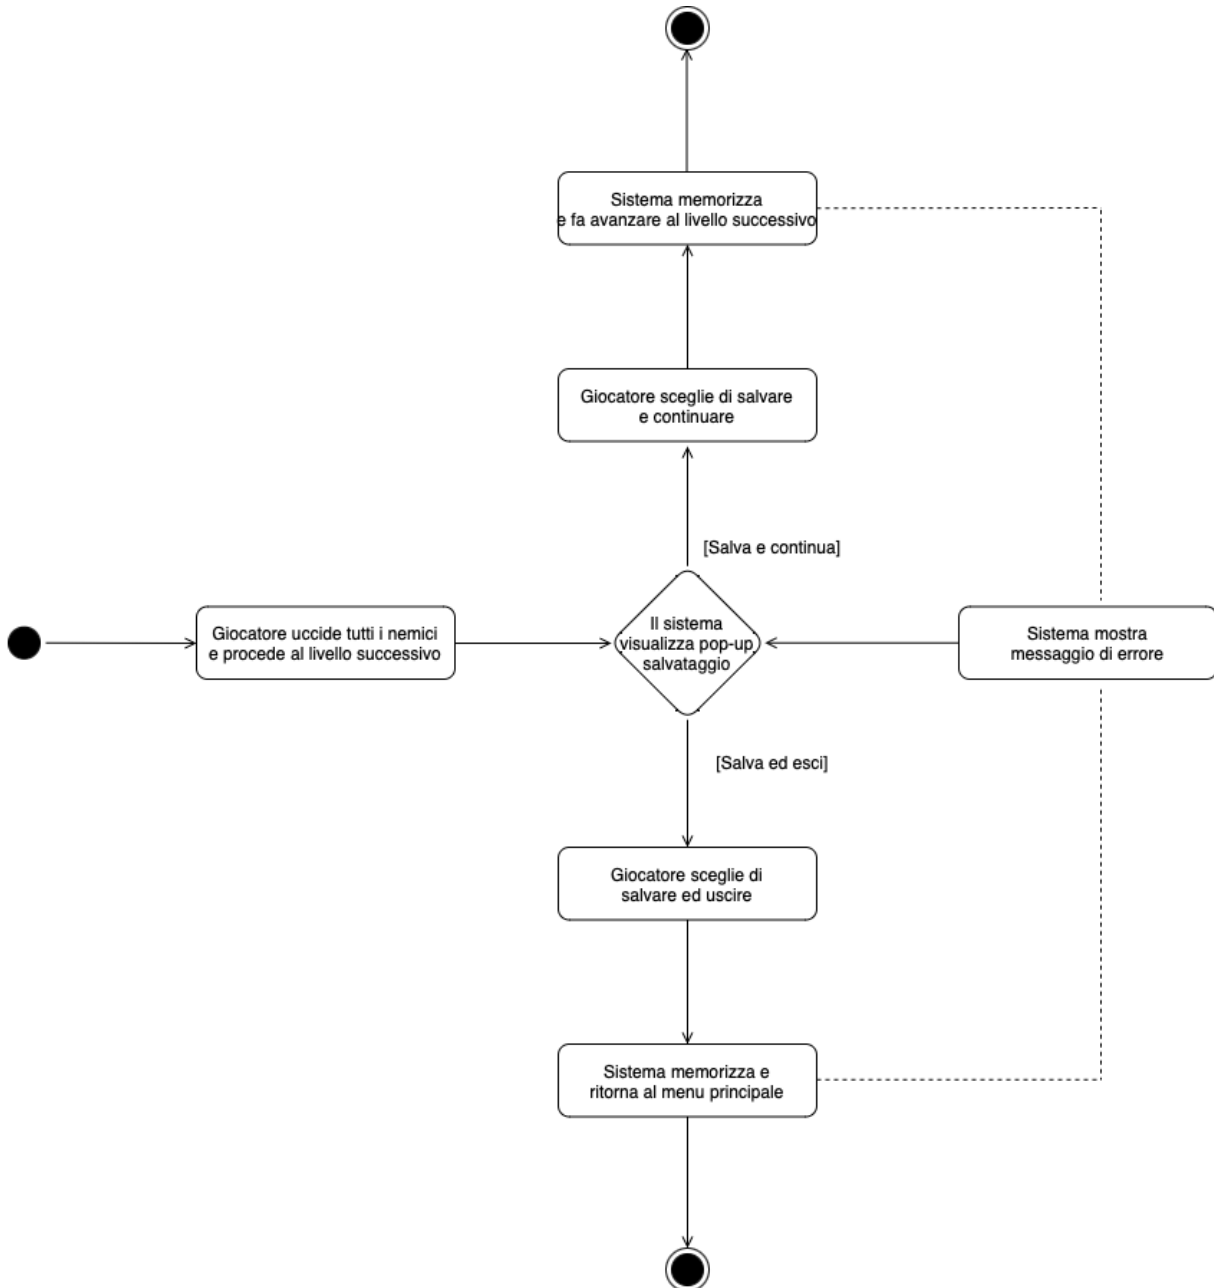 Sistema memorizza
e fa avanzare al livello successivo
Giocatore sceglie di salvare
e continuare
[Salva e continua]
Giocatore uccide tutti i nemici
e procede al livello successivo
Il sistema
visualizza pop-up
salvataggio
Sistema mostra
messaggio di errore
[Salva ed esci]
Giocatore sceglie di
salvare ed uscire
Sistema memorizza e
ritorna al menu principale